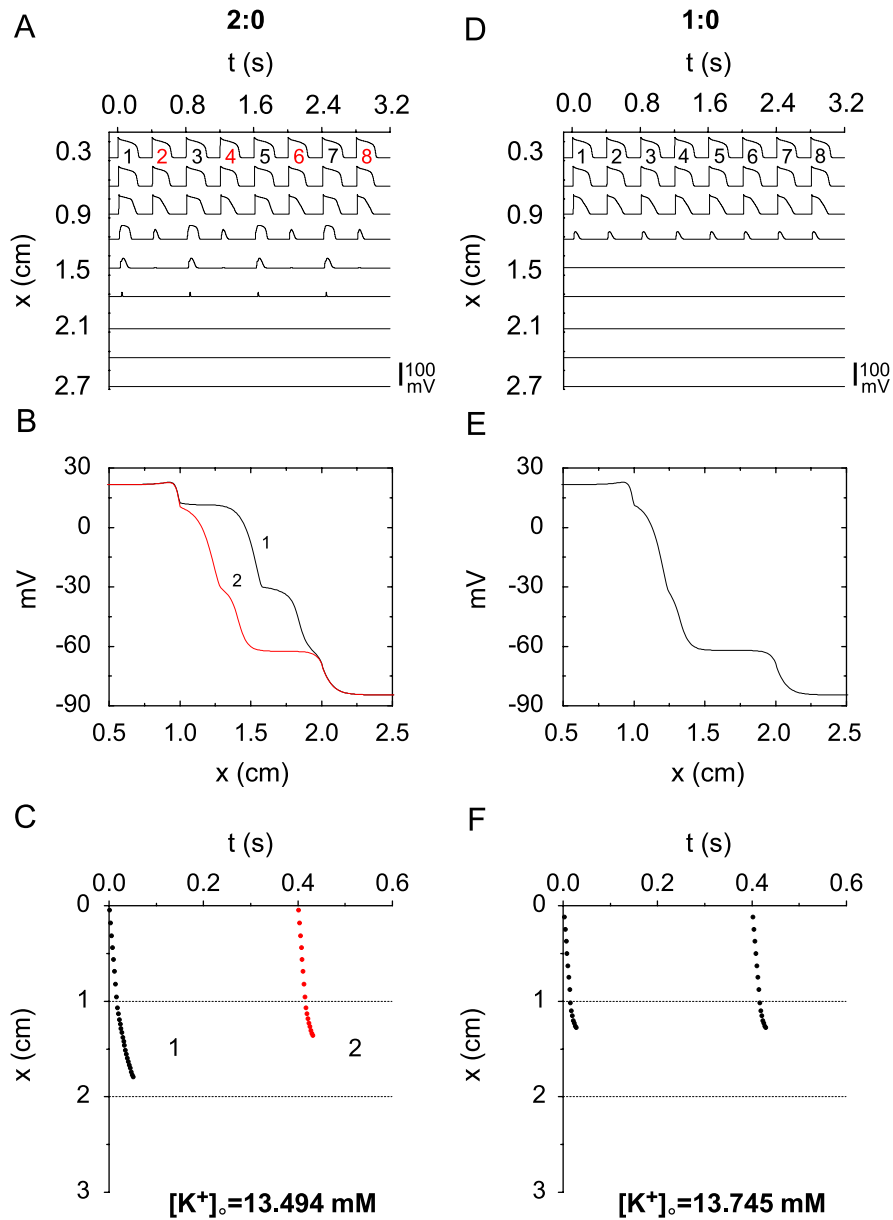 A
2:0
t (s)
0.0 0.8 1.6 2.4 3.2
x (cm)
0.3
0.9
1.5
2.1
2.7
1 2 3 4 5 6 7 8
100
mV
D
1:0
t (s)
0.0 0.8 1.6 2.4 3.2
x (cm)
0.3
0.9
1.5
2.1
2.7
1 2 3 4 5 6 7 8
100
mV
B
mV
30
0
-30
-60
-90
1
2
0.5 1.0 1.5 2.0 2.5
x (cm)
E
mV
30
0
-30
-60
-90
0.5 1.0 1.5 2.0 2.5
x (cm)
C
t (s)
0.0 0.2 0.4 0.6
x (cm)
0
1
2
3
1 2
[K⁺]ₒ=13.494 mM
F
t (s)
0.0 0.2 0.4 0.6
x (cm)
0
1
2
3
[K⁺]ₒ=13.745 mM